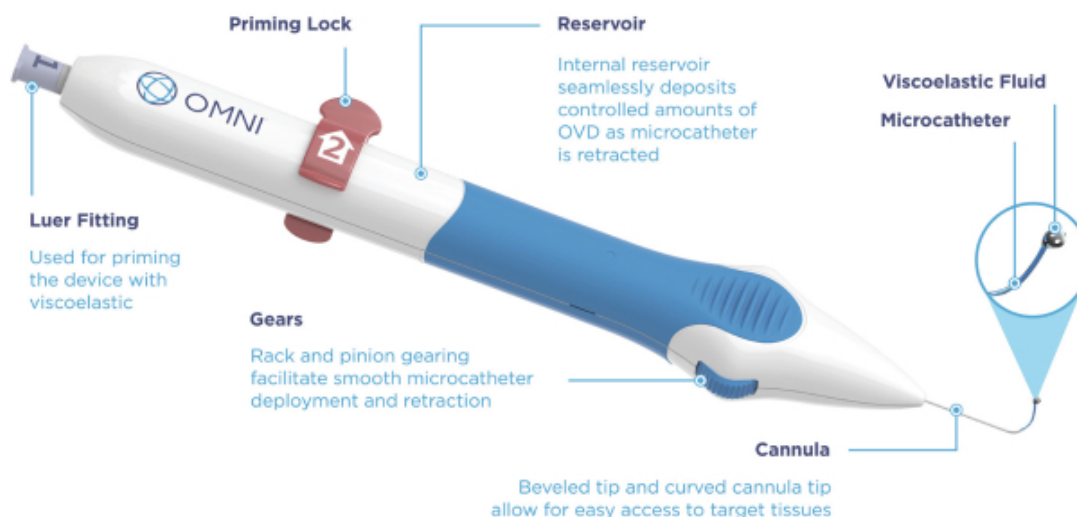 Priming Lock
Reservoir
Internal reservoir
seamlessly deposits
controlled amounts of
OVD as microcatheter
is retracted
Viscoelastic Fluid
Microcatheter
1
OMNI
2
Luer Fitting
Used for priming
the device with
viscoelastic
Gears
Rack and pinion gearing
facilitate smooth microcatheter
deployment and retraction
Cannula
Beveled tip and curved cannula tip
allow for easy access to target tissues